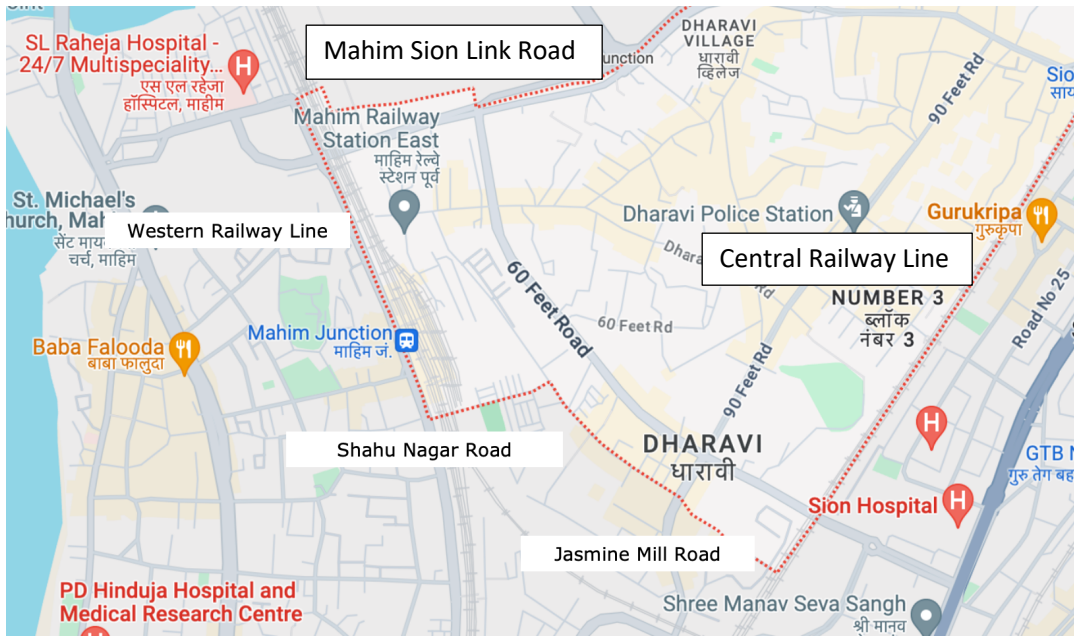 oint
SL Raheja Hospital -
24/7 Multispeciality...
एस एल रहेजा
हॉस्पिटल, माहीम
Mahim Sion Link Road
unction
DHARAVI
VILLAGE
धारावी
व्हिलेज
90 Feet Rd
Sio
साय
Mahim Railway
Station East
माहिम रेल्वे
स्टेशन पूर्व
St. Michael's
hurch, Mah
सेंट माय
चर्च, माहिम
Western Railway Line
Dharavi Police Station
Gurukripa
गुरुकृपा
Dhar
Rd
Central Railway Line
60 Feet Road
60 Feet Rd
NUMBER 3
ब्लॉक
नंबर 3
Road No 25
Mahim Junction
माहिम जं.
Baba Falooda
बाबा फालुदा
90 Feet Rd
Shahu Nagar Road
DHARAVI
धारावी
GTB N
गुरु तेग बह
Sion Hospital
Jasmine Mill Road
PD Hinduja Hospital and
Medical Research Centre
Shree Manav Seva Sangh
श्री मानव